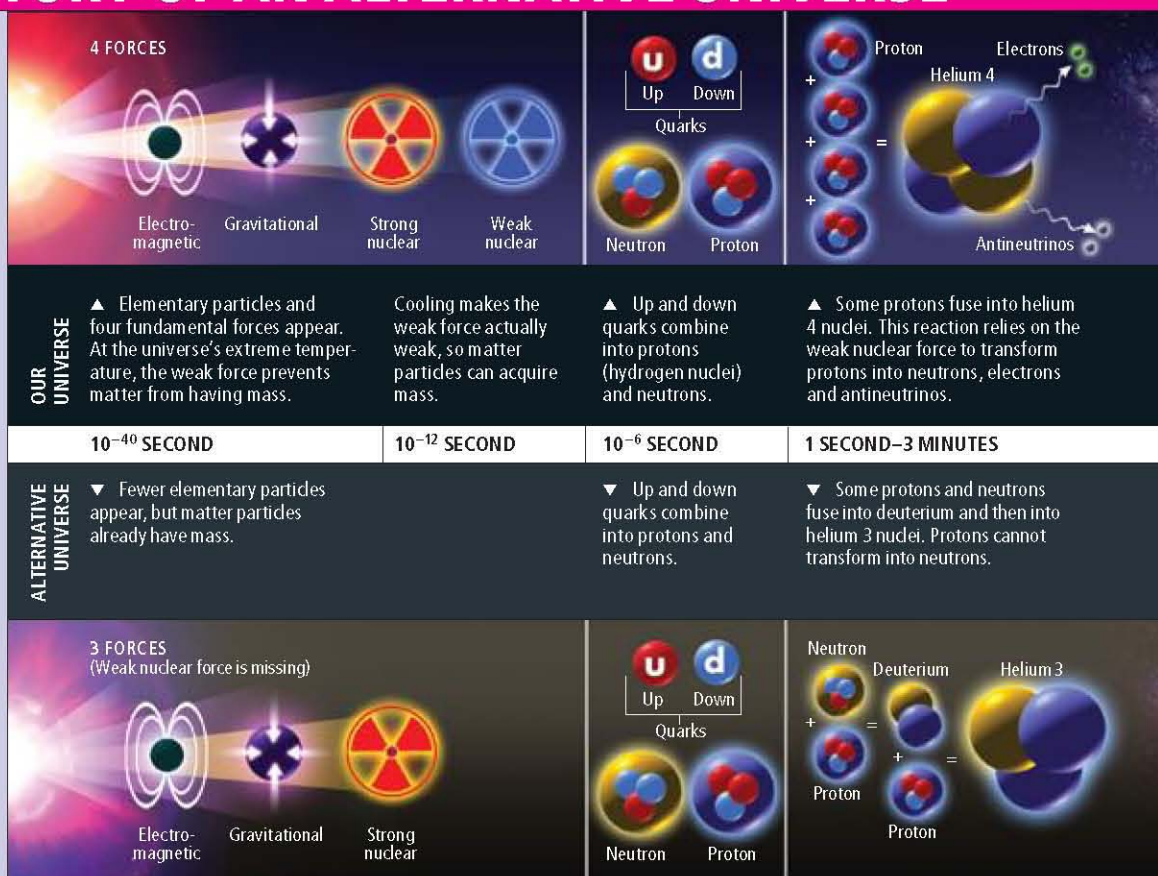 4 FORCES
Electro-
magnetic
Gravitational
Strong
nuclear
Weak
nuclear
u
d
Up
Down
Quarks
Neutron
Proton
Proton
Electrons
Helium 4
+
+
+
=
Antineutrinos
OUR
UNIVERSE
▲ Elementary particles and
four fundamental forces appear.
At the universe's extreme temper-
ature, the weak force prevents
matter from having mass.
Cooling makes the
weak force actually
weak, so matter
particles can acquire
mass.
▲ Up and down
quarks combine
into protons
(hydrogen nuclei)
and neutrons.
▲ Some protons fuse into helium
4 nuclei. This reaction relies on the
weak nuclear force to transform
protons into neutrons, electrons
and antineutrinos.
10⁻⁴⁰ SECOND
10⁻¹² SECOND
10⁻⁶ SECOND
1 SECOND–3 MINUTES
ALTERNATIVE
UNIVERSE
▼ Fewer elementary particles
appear, but matter particles
already have mass.
▼ Up and down
quarks combine
into protons and
neutrons.
▼ Some protons and neutrons
fuse into deuterium and then into
helium 3 nuclei. Protons cannot
transform into neutrons.
3 FORCES
(Weak nuclear force is missing)
Electro-
magnetic
Gravitational
Strong
nuclear
u
d
Up
Down
Quarks
Neutron
Proton
Neutron
Deuterium
Helium 3
+
=
+
=
Proton
Proton